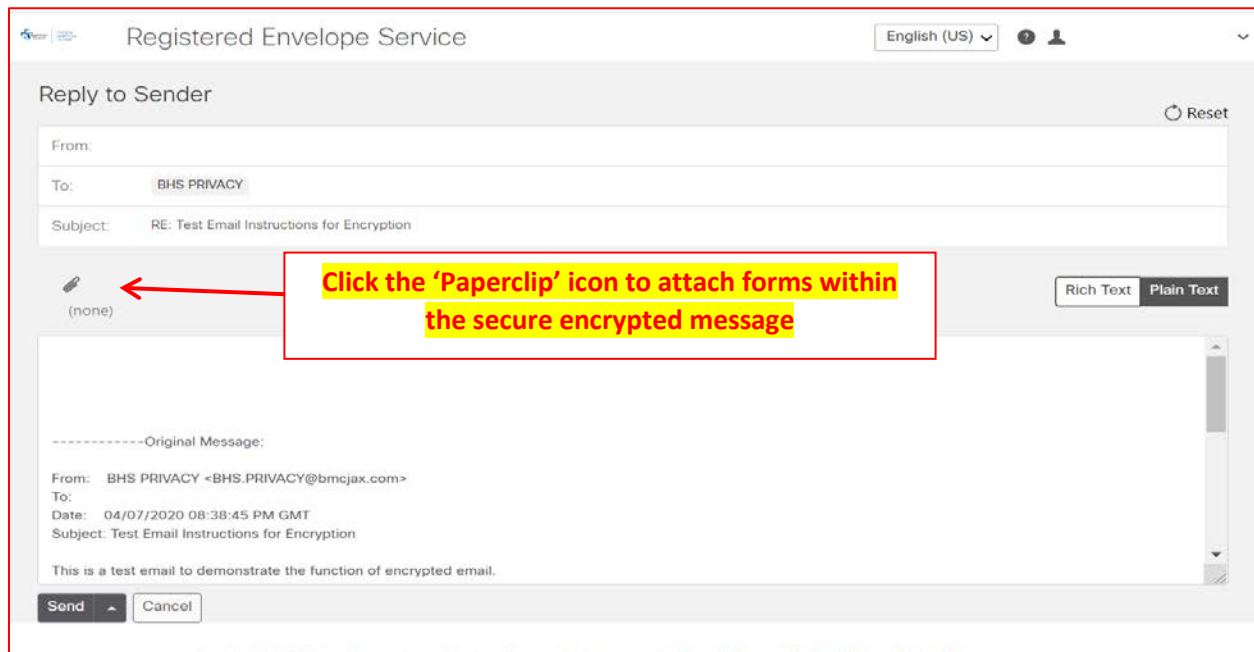 Registered Envelope Service
English (US)
Reply to Sender
Reset
From:
To: BHS PRIVACY
Subject: RE: Test Email Instructions for Encryption
(none)
Click the ‘Paperclip’ icon to attach forms within
the secure encrypted message
Rich Text Plain Text
------------Original Message:
From: BHS PRIVACY <BHS.PRIVACY@bmcjax.com>
To:
Date: 04/07/2020 08:38:45 PM GMT
Subject: Test Email Instructions for Encryption
This is a test email to demonstrate the function of encrypted email.
Send Cancel